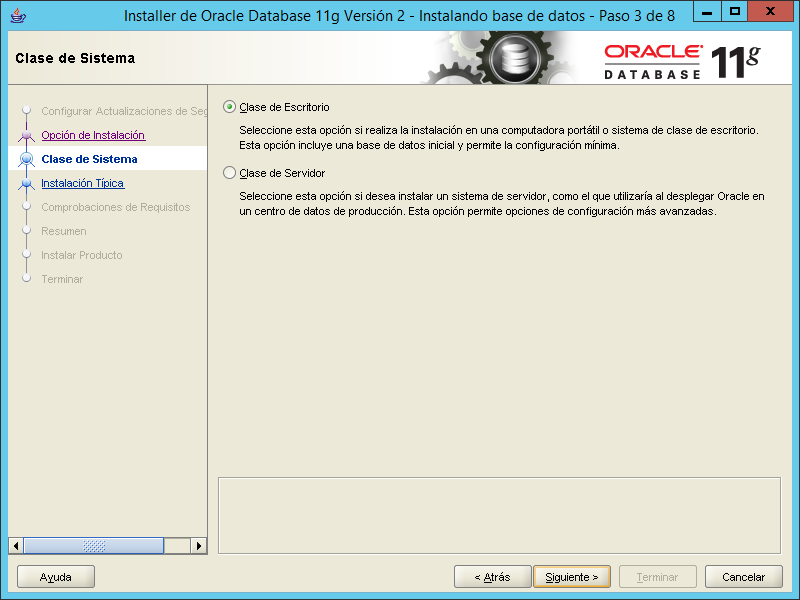 Installer de Oracle Database 11g Versión 2 - Instalando base de datos - Paso 3 de 8
Clase de Sistema
ORACLE
DATABASE 11g
Configurar Actualizaciones de Seg
Opción de Instalación
Clase de Sistema
Instalación Típica
Comprobaciones de Requisitos
Resumen
Instalar Producto
Terminar
Clase de Escritorio
Seleccione esta opción si realiza la instalación en una computadora portátil o sistema de clase de escritorio.
Esta opción incluye una base de datos inicial y permite la configuración mínima.
Clase de Servidor
Seleccione esta opción si desea instalar un sistema de servidor, como el que utilizaría al desplegar Oracle en
un centro de datos de producción. Esta opción permite opciones de configuración más avanzadas.
Ayuda
< Atrás
Siguiente >
Terminar
Cancelar